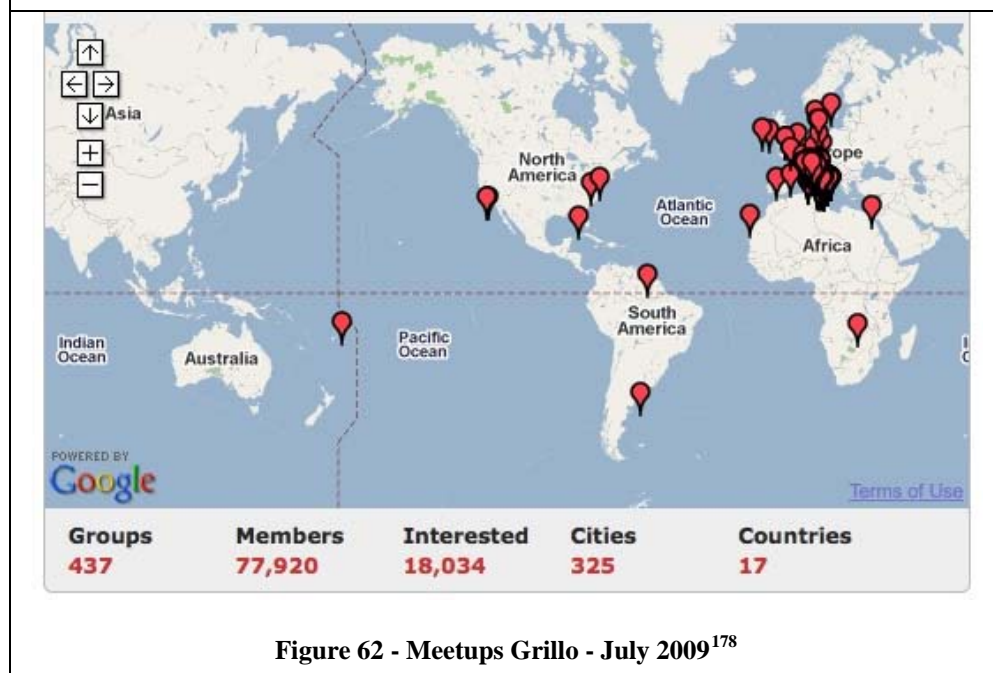 Asia
North
America
rope
Atlantic
Ocean
Africa
Indian
Ocean
Australia
Pacific
Ocean
South
America
POWERED BY
Google
Terms of Use
Groups Members Interested Cities Countries
437 77,920 18,034 325 17
Figure 62 - Meetups Grillo - July 2009178